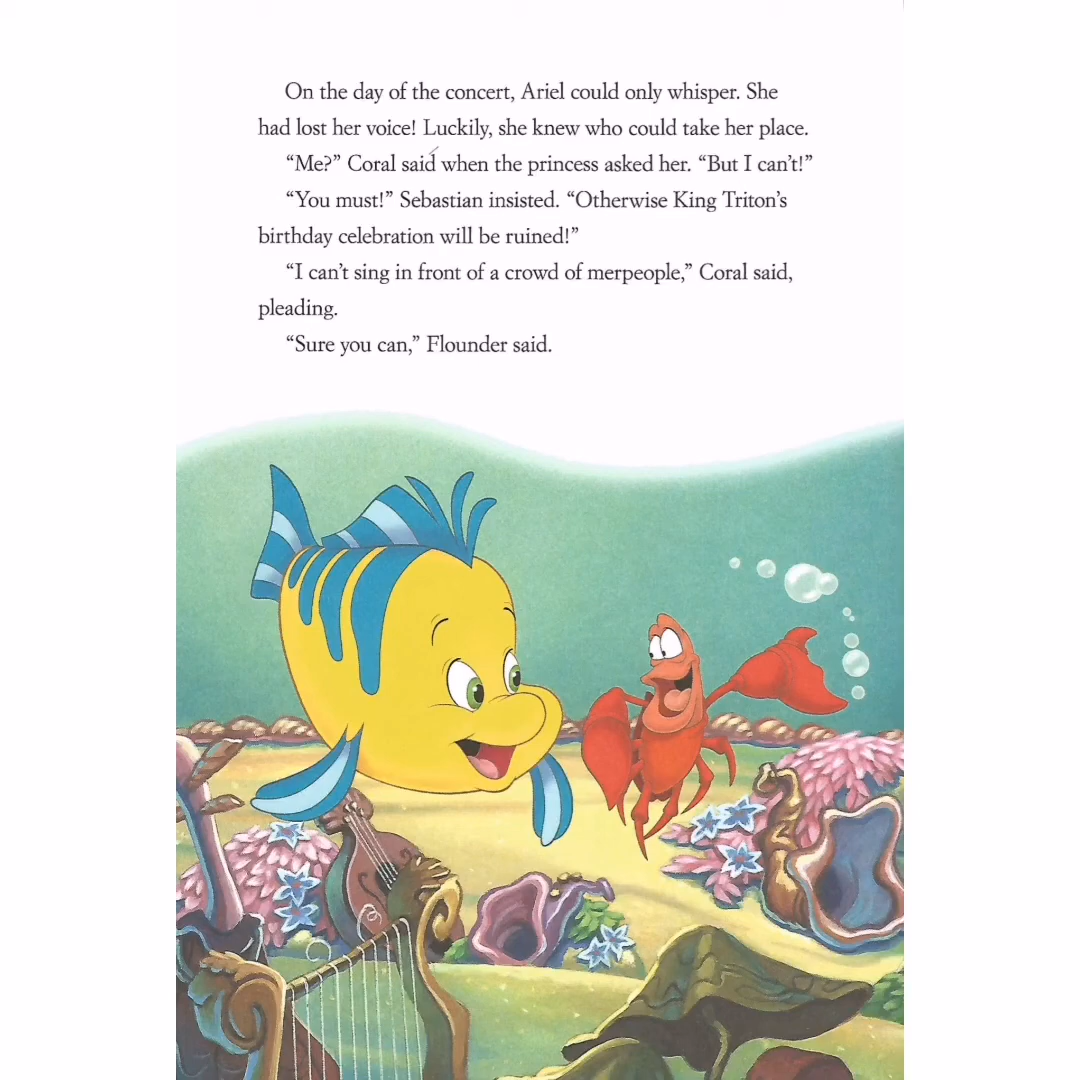 On the day of the concert, Ariel could only whisper. She
had lost her voice! Luckily, she knew who could take her place.
“Me?” Coral said when the princess asked her. “But I can’t!”
“You must!” Sebastian insisted. “Otherwise King Triton’s
birthday celebration will be ruined!”
“I can’t sing in front of a crowd of merpeople,” Coral said,
pleading.
“Sure you can,” Flounder said.